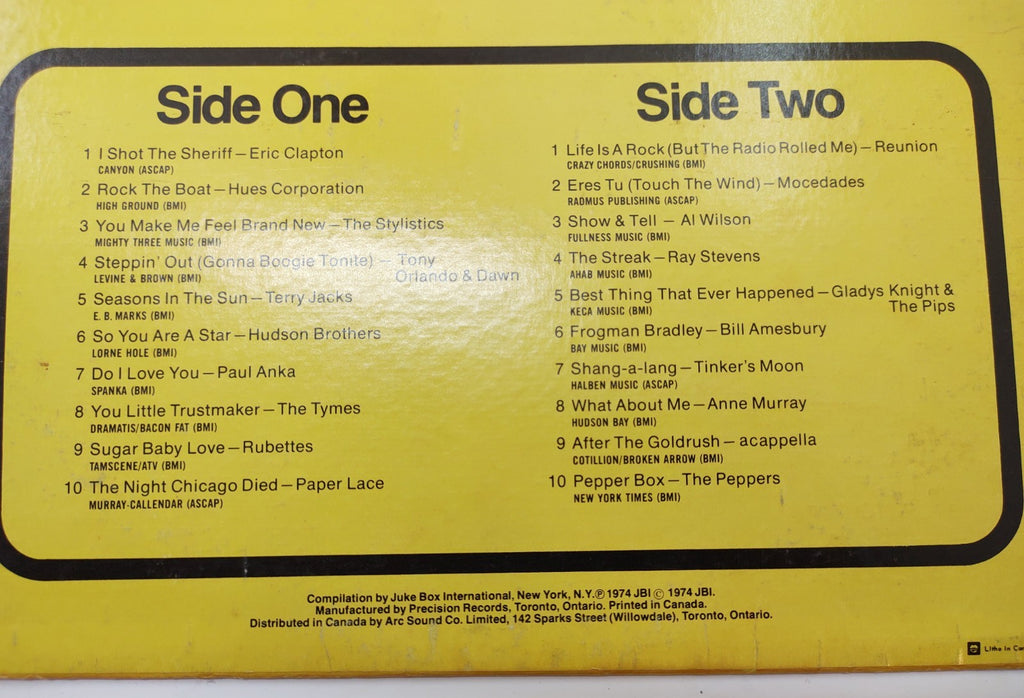 Side One
1 I Shot The Sheriff – Eric Clapton
CANYON (ASCAP)
2 Rock The Boat – Hues Corporation
HIGH GROUND (BMI)
3 You Make Me Feel Brand New – The Stylistics
MIGHTY THREE MUSIC (BMI)
4 Steppin' Out (Gonna Boogie Tonite) – Tony
Orlando & Dawn
LEVINE & BROWN (BMI)
5 Seasons In The Sun – Terry Jacks
E. B. MARKS (BMI)
6 So You Are A Star – Hudson Brothers
LORNE HOLE (BMI)
7 Do I Love You – Paul Anka
SPANKA (BMI)
8 You Little Trustmaker – The Tymes
DRAMATIS/BACON FAT (BMI)
9 Sugar Baby Love – Rubettes
TAMSCENE/ATV (BMI)
10 The Night Chicago Died – Paper Lace
MURRAY-CALLENDAR (ASCAP)
Side Two
1 Life Is A Rock (But The Radio Rolled Me) – Reunion
CRAZY CHORDS/CRUSHING (BMI)
2 Eres Tu (Touch The Wind) – Mocedades
RADMUS PUBLISHING (ASCAP)
3 Show & Tell – Al Wilson
FULLNESS MUSIC (BMI)
4 The Streak – Ray Stevens
AHAB MUSIC (BMI)
5 Best Thing That Ever Happened – Gladys Knight &
The Pips
KECA MUSIC (BMI)
6 Frogman Bradley – Bill Amesbury
BAY MUSIC (BMI)
7 Shang-a-lang – Tinker's Moon
HALBEN MUSIC (ASCAP)
8 What About Me – Anne Murray
HUDSON BAY (BMI)
9 After The Goldrush – acappella
COTILLION/BROKEN ARROW (BMI)
10 Pepper Box – The Peppers
NEW YORK TIMES (BMI)
Compilation by Juke Box International, New York, N.Y. ℗ 1974 JBI © 1974 JBI.
Manufactured by Precision Records, Toronto, Ontario. Printed in Canada.
Distributed in Canada by Arc Sound Co. Limited, 142 Sparks Street (Willowdale), Toronto, Ontario.
Litho in